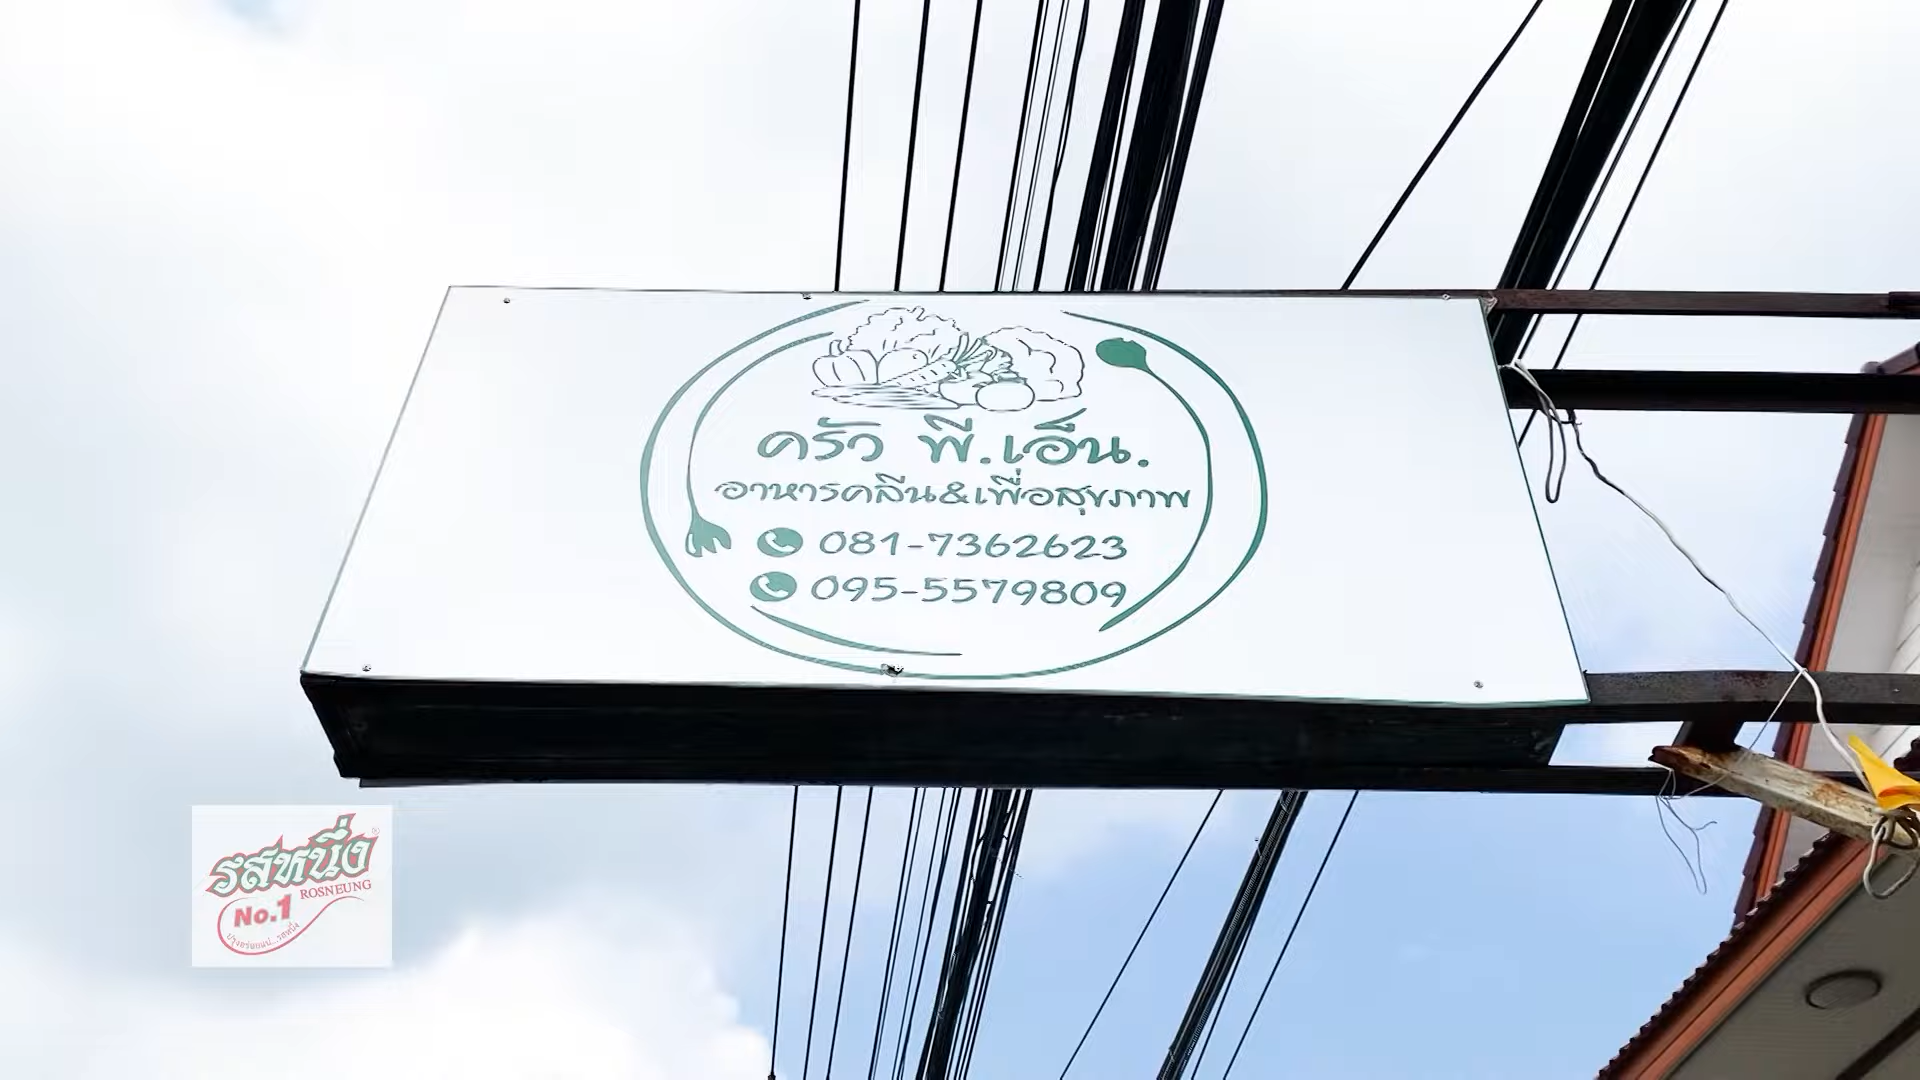 ครัว พี.เอ็น.
อาหารคลีน&เพื่อสุขภาพ
081-7362623
095-5579809
รสหนึ่ง®
ROSNEUNG
No.1